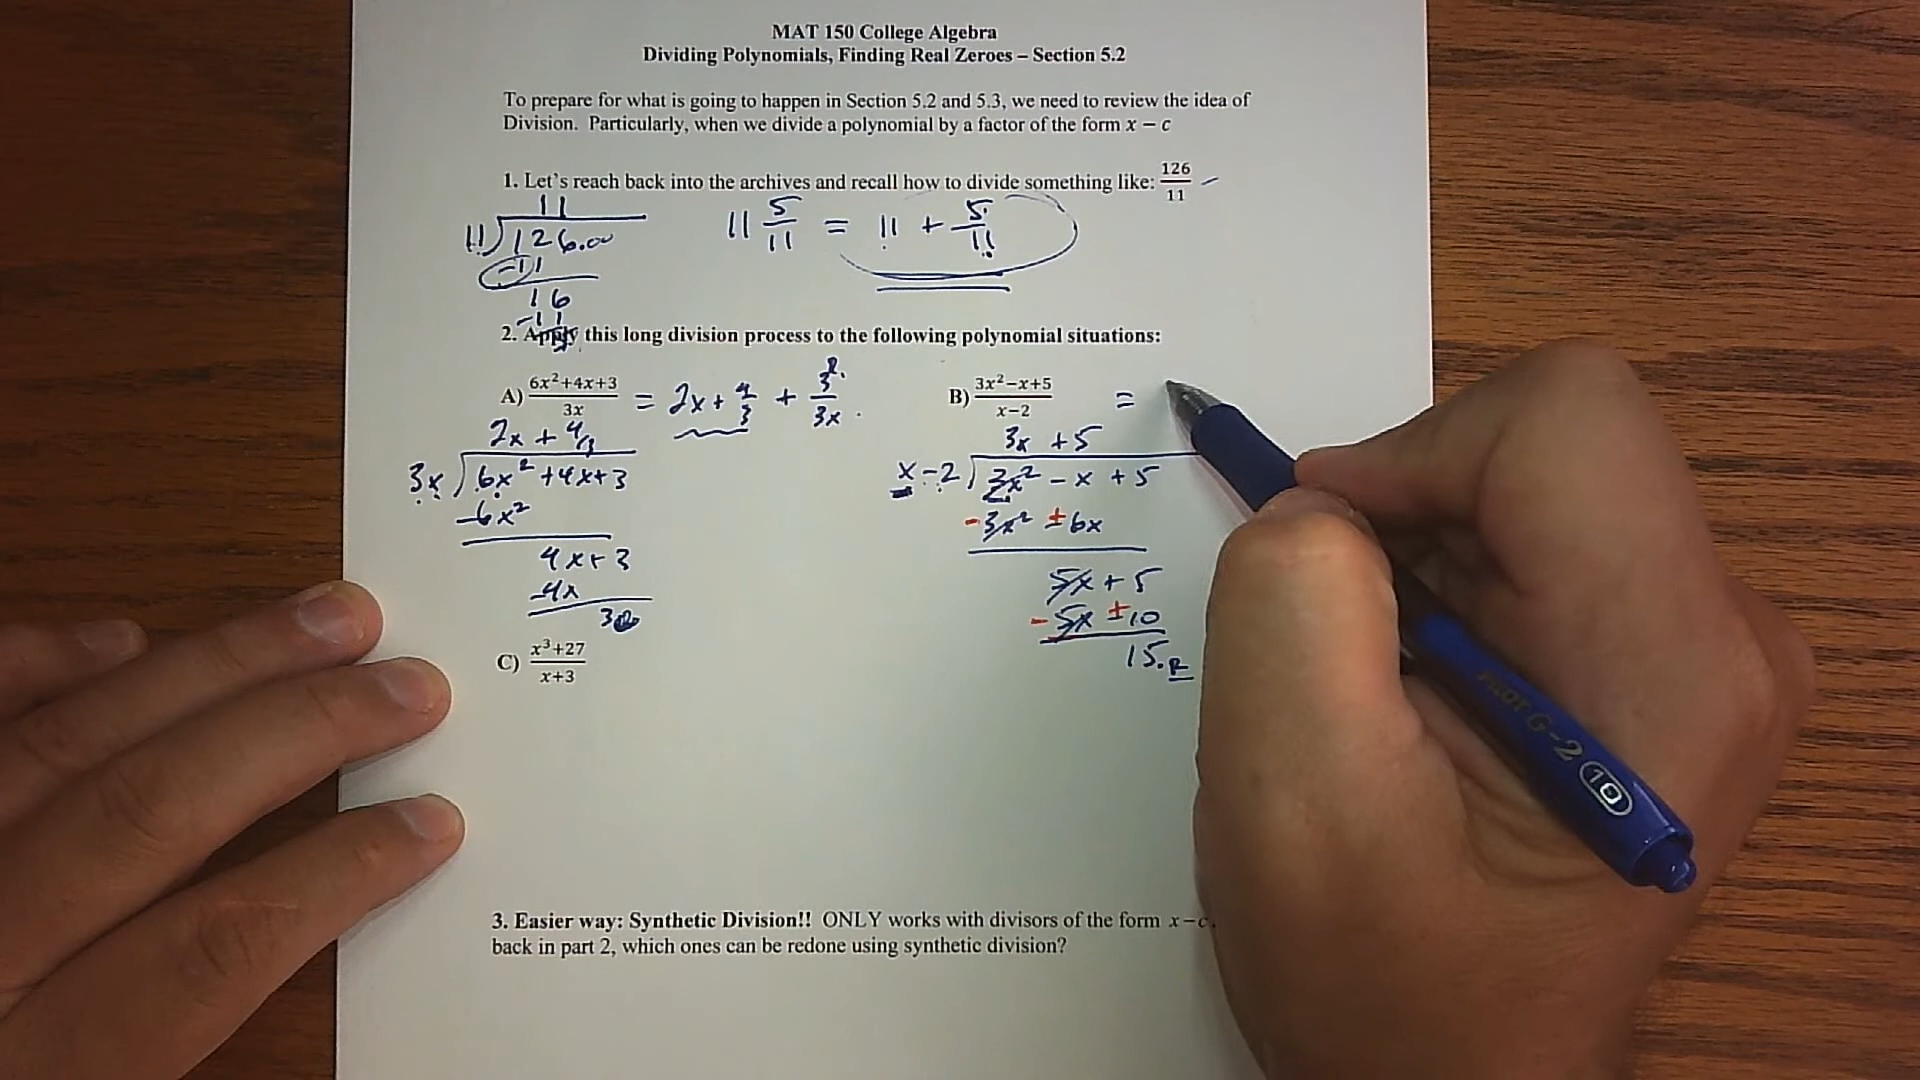 MAT 150 College Algebra
Dividing Polynomials, Finding Real Zeroes – Section 5.2
To prepare for what is going to happen in Section 5.2 and 5.3, we need to review the idea of
Division. Particularly, when we divide a polynomial by a factor of the form x – c
1. Let's reach back into the archives and recall how to divide something like: 126/11
11
11)126.00
-11
16
-11
5
11 5/11 = 11 + 5/11
2. Apply this long division process to the following polynomial situations:
A) 6x²+4x+3 / 3x = 2x + 4/3 + 3/3x
2x + 4/3
3x)6x² + 4x + 3
-6x²
4x + 3
-4x
3
B) 3x²−x+5 / x−2 =
3x + 5
x - 2)3x² - x + 5
-3x² ± 6x
5x + 5
-5x ± 10
15. R
C) x³+27 / x+3
3. Easier way: Synthetic Division!! ONLY works with divisors of the form x–c.
back in part 2, which ones can be redone using synthetic division?
PILOT G-2 10